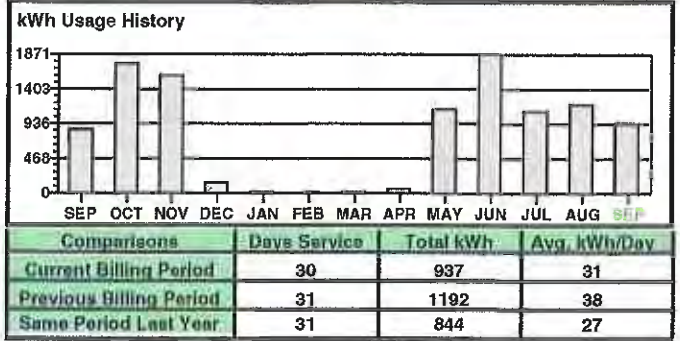 kWh Usage History
1871
1403
936
468
0
SEP OCT NOV DEC JAN FEB MAR APR MAY JUN JUL AUG SEP
Comparisons Days Service Total kWh Avg. kWh/Day
Current Billing Period 30 937 31
Previous Billing Period 31 1192 38
Same Period Last Year 31 844 27